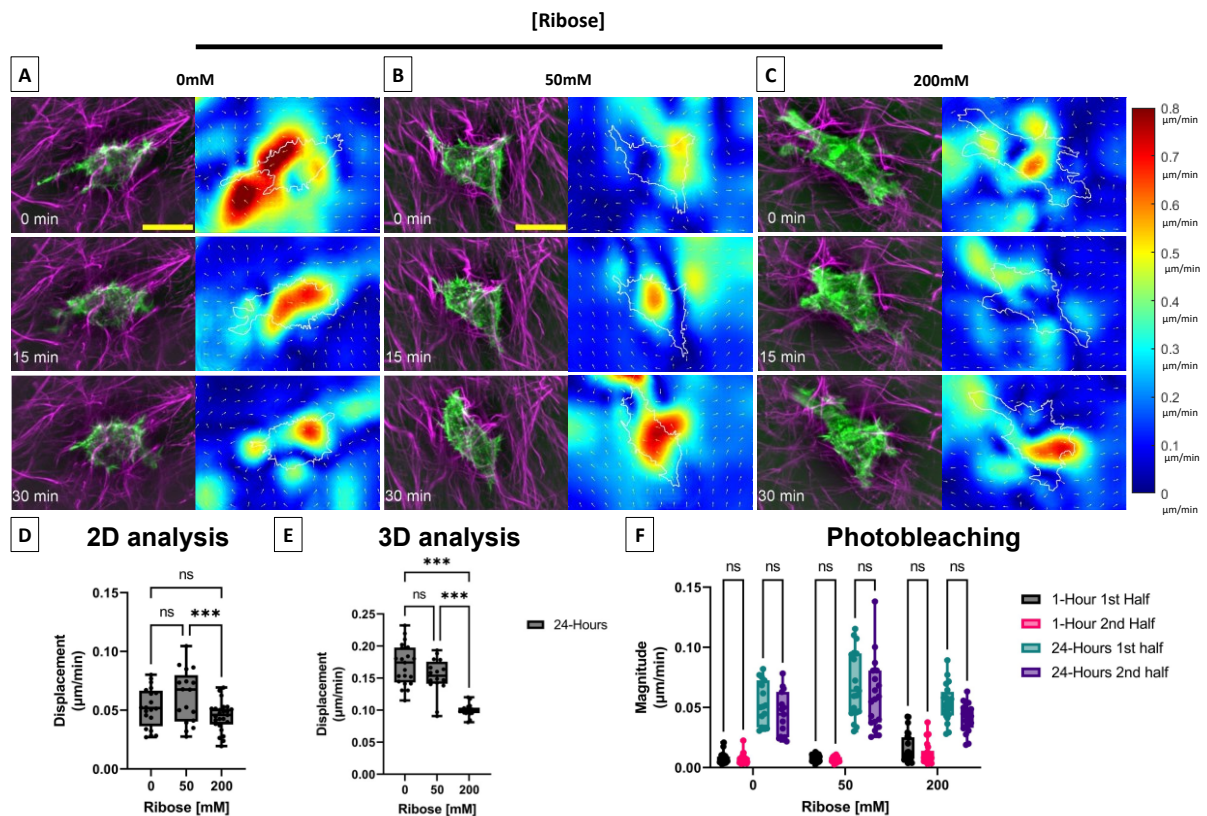 [Ribose]
A
0mM
B
50mM
C
200mM
0 min
0 min
0 min
15 min
15 min
15 min
30 min
30 min
30 min
0.8
µm/min
0.7
µm/min
0.6
µm/min
0.5
µm/min
0.4
µm/min
0.3
µm/min
0.2
µm/min
0.1
µm/min
0
µm/min
D
2D analysis
ns
ns
***
0.15
0.10
0.05
0.00
Displacement
(µm/min)
0 50 200
Ribose [mM]
E
3D analysis
***
ns
***
0.25
0.20
0.15
0.10
0.05
0.00
Displacement
(µm/min)
0 50 200
Ribose [mM]
24-Hours
F
Photobleaching
ns ns ns ns ns ns
0.15
0.10
0.05
0.00
Magnitude
(µm/min)
0 50 200
Ribose [mM]
1-Hour 1st Half
1-Hour 2nd Half
24-Hours 1st half
24-Hours 2nd half